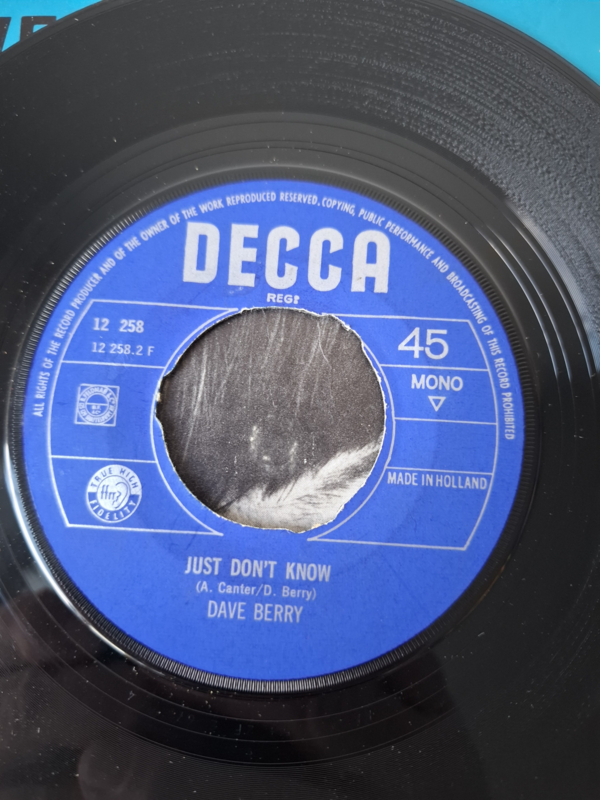 ALL RIGHTS OF THE RECORD PRODUCER AND OF THE OWNER OF THE WORK REPRODUCED RESERVED. COPYING, PUBLIC PERFORMANCE AND BROADCASTING OF THIS RECORD PROHIBITED
DECCA
REGD
12 258
12 258.2 F
45
MONO
TRUE HIGH
FIDELITY
MADE IN HOLLAND
JUST DON'T KNOW
(A. Canter/D. Berry)
DAVE BERRY